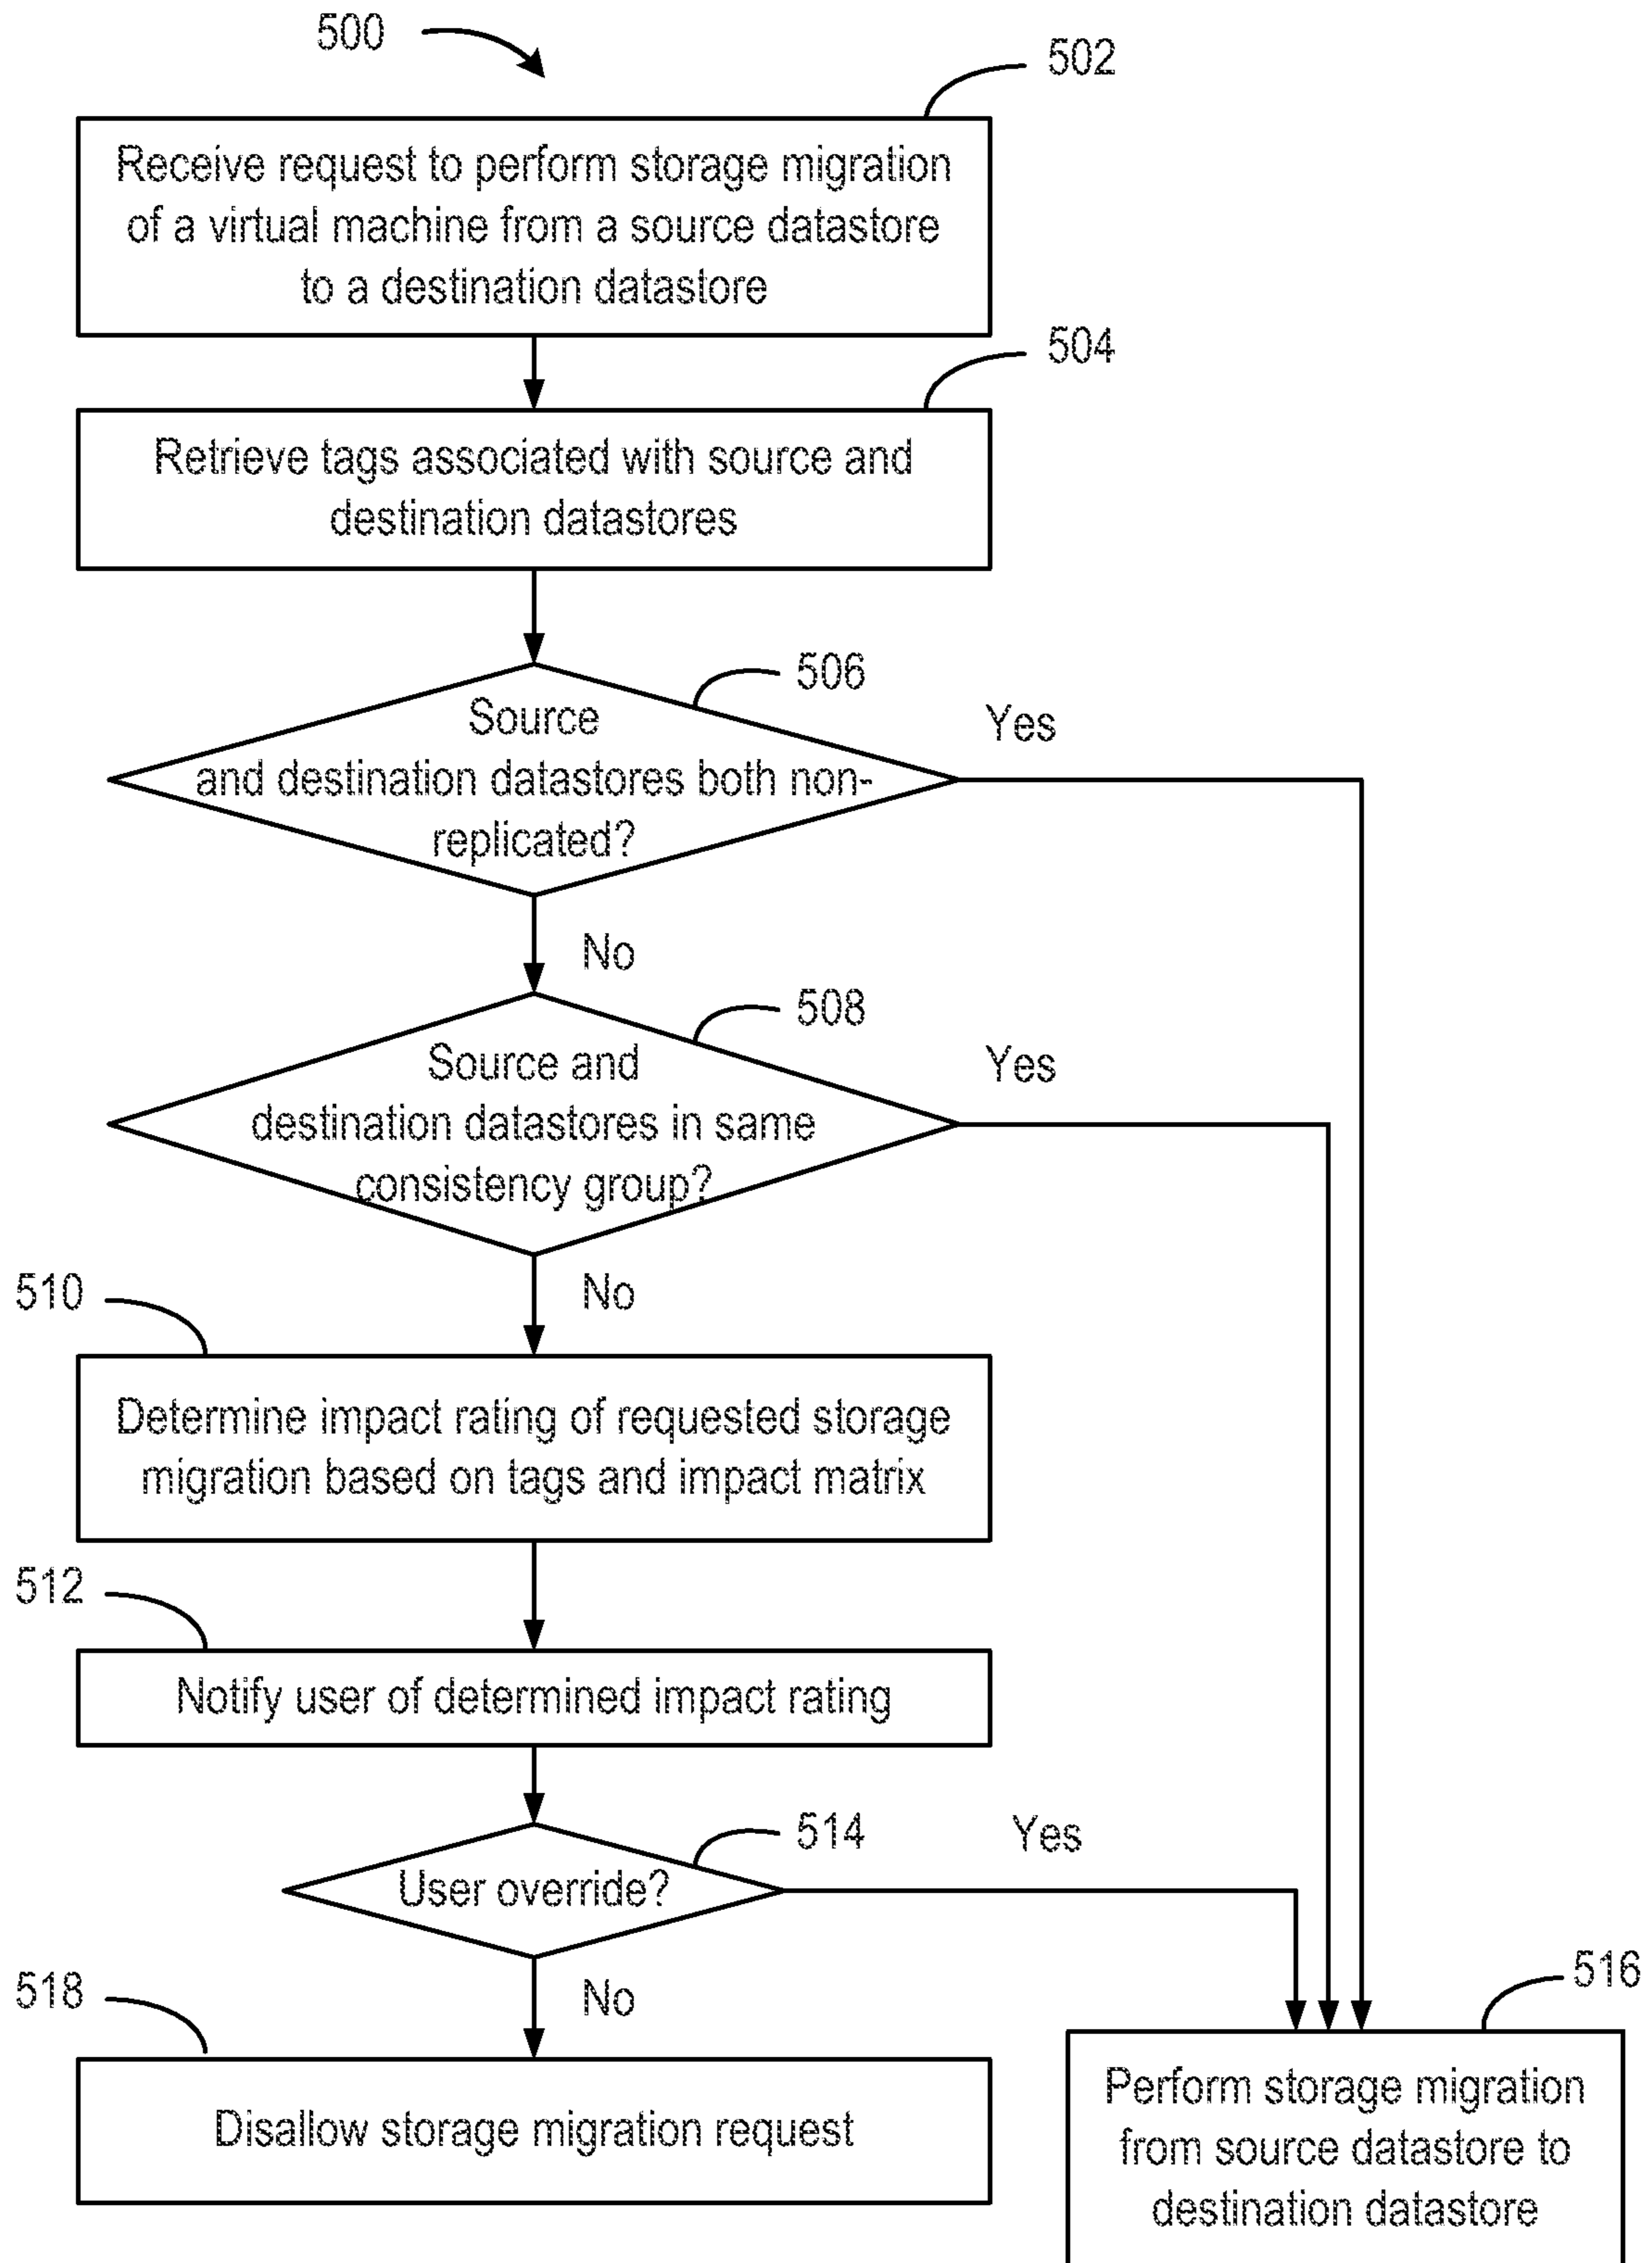 500
502
Receive request to perform storage migration
of a virtual machine from a source datastore
to a destination datastore
504
Retrieve tags associated with source and
destination datastores
506
Source
and destination datastores both non-
replicated?
Yes
No
508
Source and
destination datastores in same
consistency group?
Yes
No
510
Determine impact rating of requested storage
migration based on tags and impact matrix
512
Notify user of determined impact rating
514
User override?
Yes
No
518
Disallow storage migration request
516
Perform storage migration
from source datastore to
destination datastore